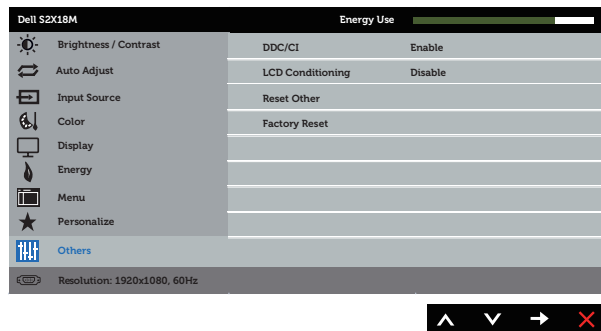 Dell S2X18M Energy Use
Brightness / Contrast DDC/CI Enable
Auto Adjust LCD Conditioning Disable
Input Source Reset Other
Color Factory Reset
Display
Energy
Menu
Personalize
Others
Resolution: 1920x1080, 60Hz